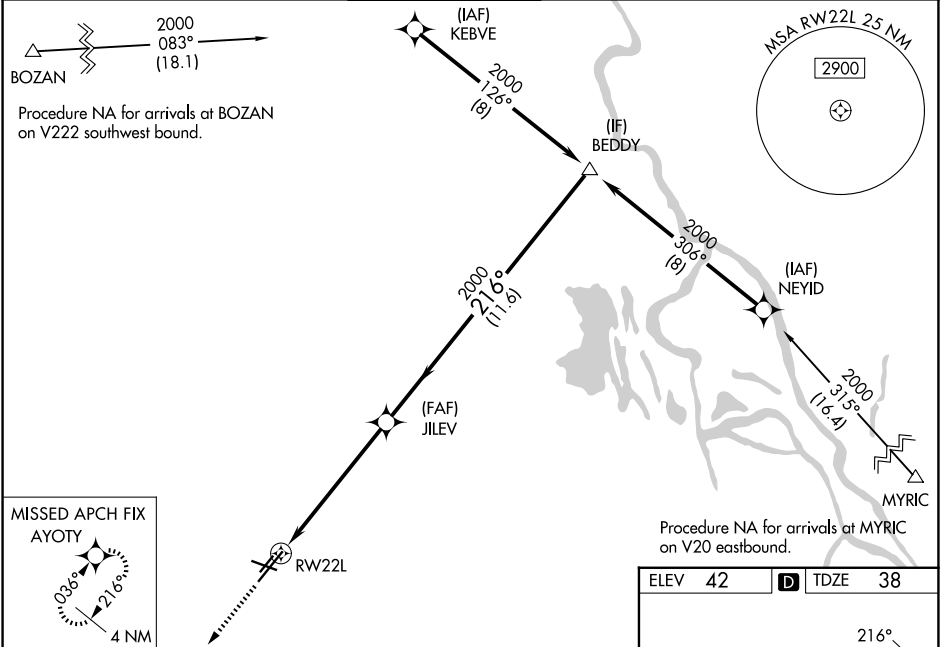 2000
083°
(18.1)
BOZAN
Procedure NA for arrivals at BOZAN
on V222 southwest bound.
(IAF)
KEBVE
2000
126°
(8)
(IF)
BEDDY
MSA RW22L 25 NM
2900
2000
306°
(8)
(IAF)
NEYID
2000
216°
(11.6)
(FAF)
JILEV
2000
315°
(16.4)
MYRIC
Procedure NA for arrivals at MYRIC
on V20 eastbound.
RW22L
MISSED APCH FIX
AYOTY
036°
216°
4 NM
ELEV 42 D TDZE 38
216°